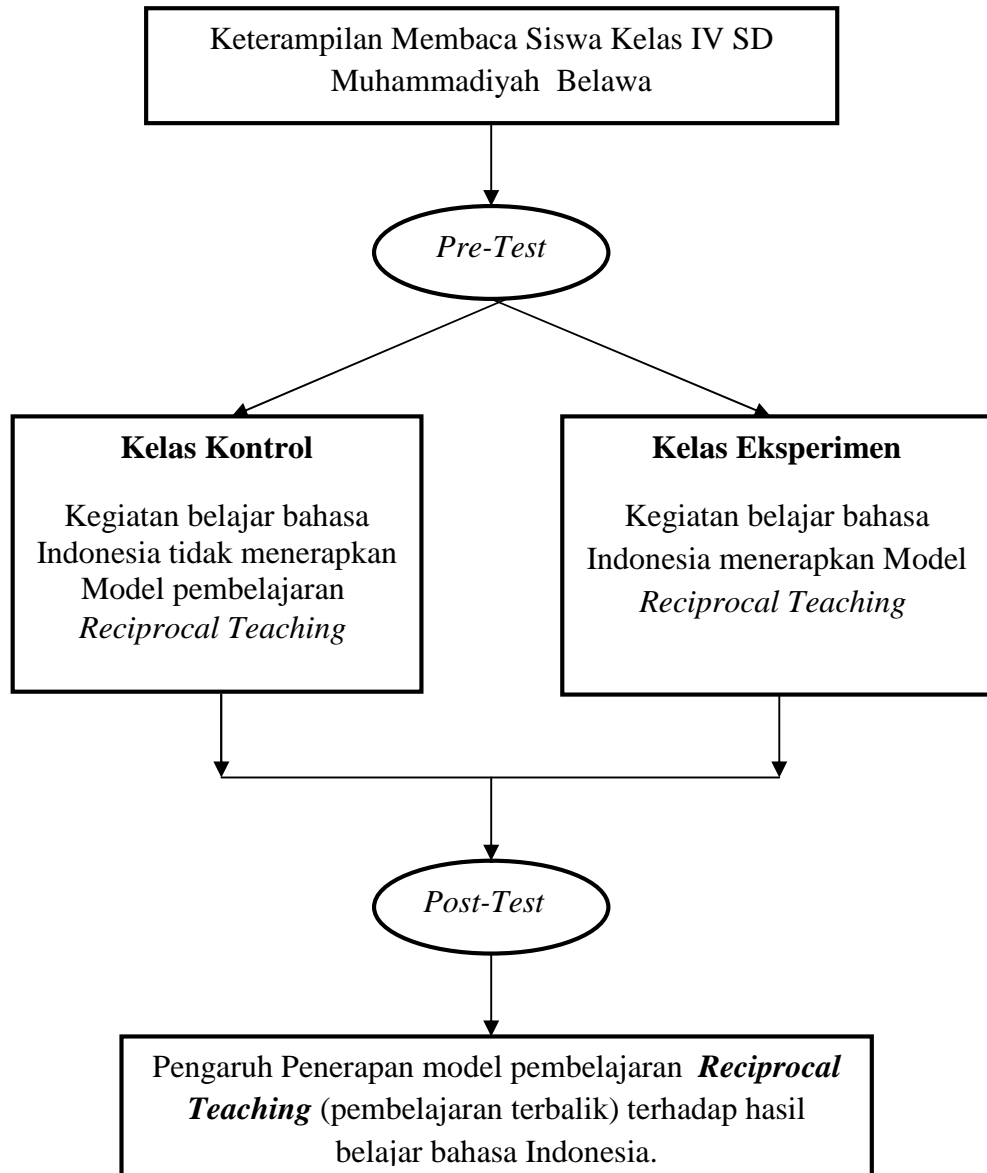 Keterampilan Membaca Siswa Kelas IV SD
Muhammadiyah Belawa
Pre-Test
Kelas Kontrol
Kegiatan belajar bahasa
Indonesia tidak menerapkan
Model pembelajaran
Reciprocal Teaching
Kelas Eksperimen
Kegiatan belajar bahasa
Indonesia menerapkan Model
Reciprocal Teaching
Post-Test
Pengaruh Penerapan model pembelajaran Reciprocal
Teaching (pembelajaran terbalik) terhadap hasil
belajar bahasa Indonesia.